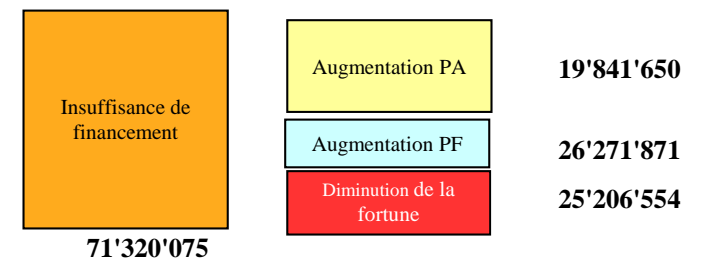 Insuffisance de
financement
71'320'075
Augmentation PA
19'841'650
Augmentation PF
26'271'871
Diminution de la
fortune
25'206'554